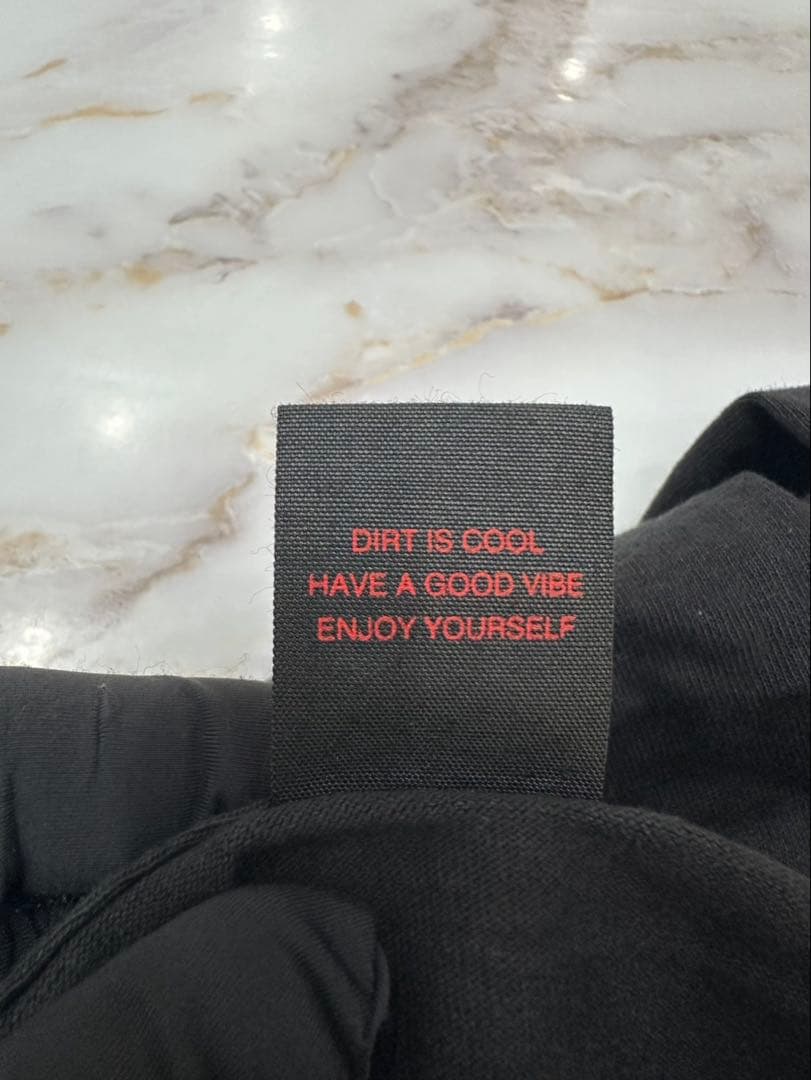 DIRT IS COOL
HAVE A GOOD VIBE
ENJOY YOURSELF